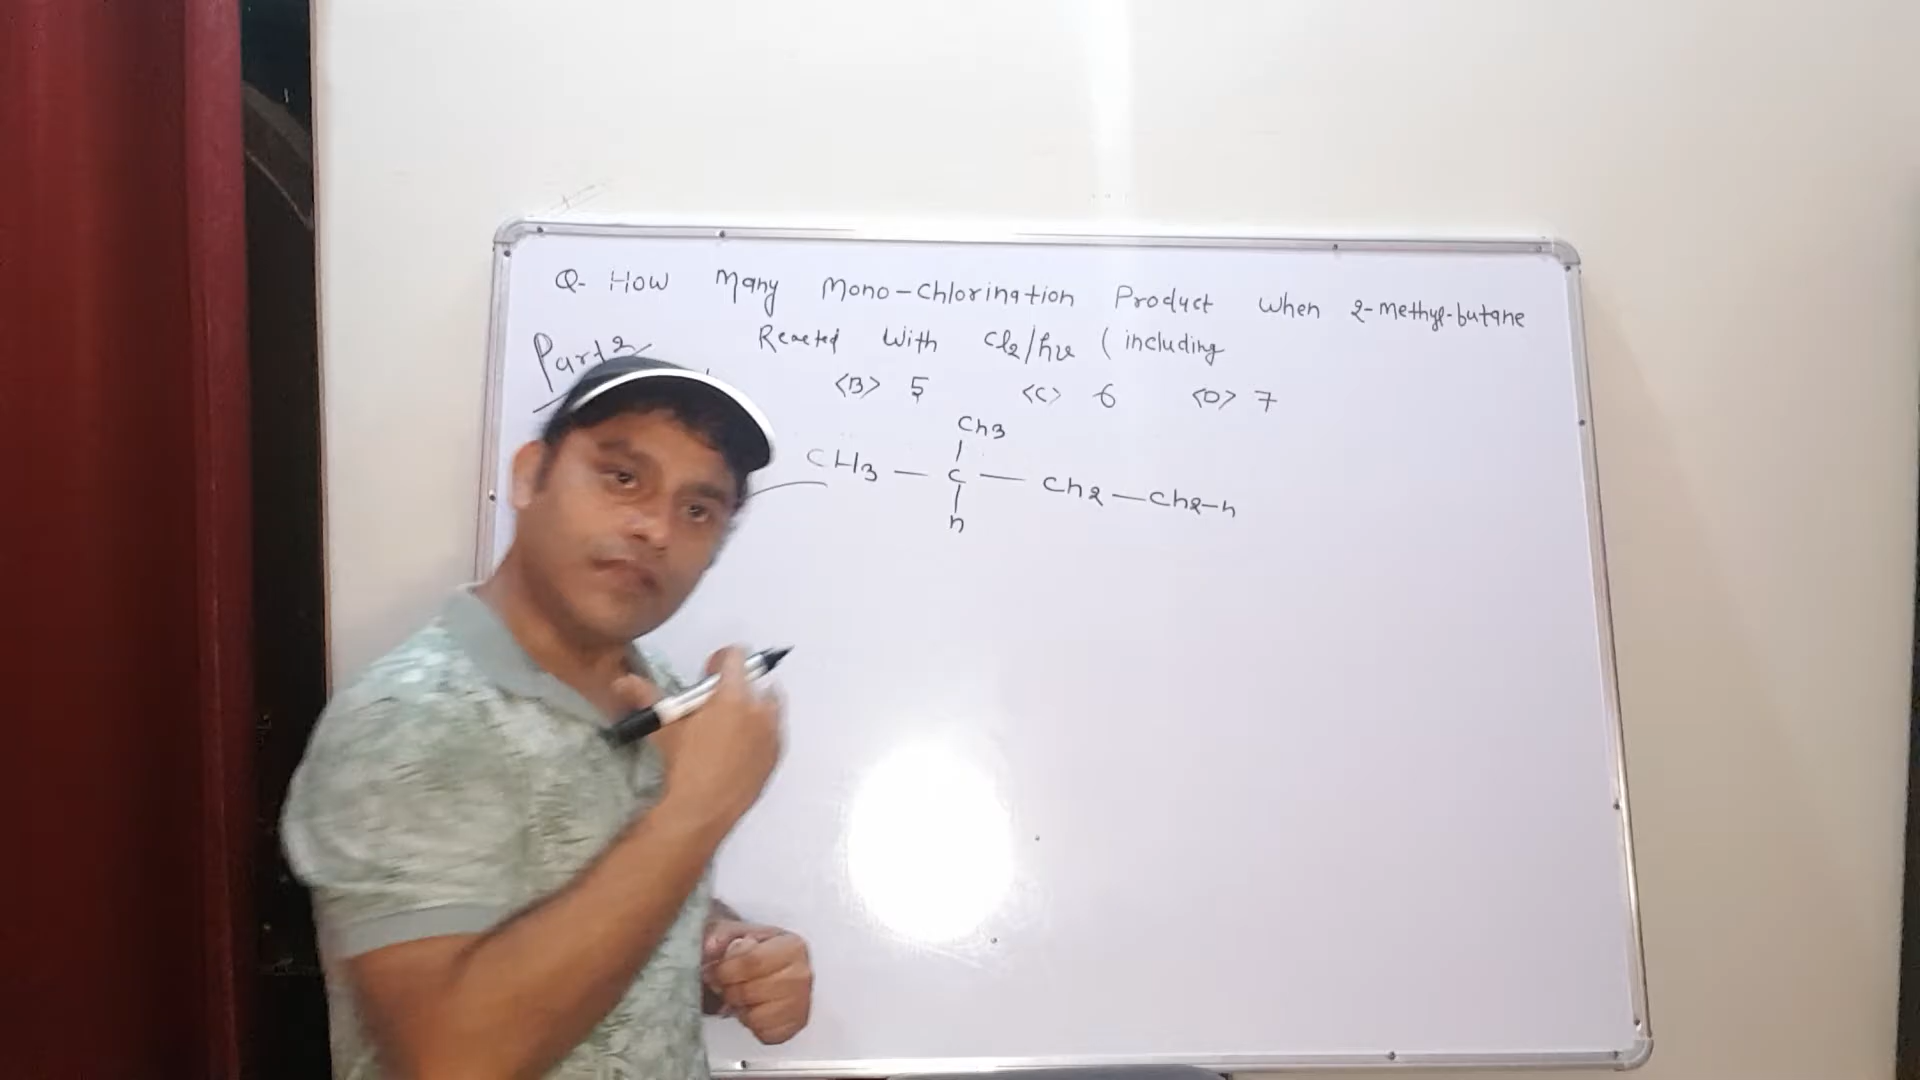 Q- How Many Mono-chlorination Product When 2-Methyl-butane
Part 2
Reacted With Cl2/hν (including
<B> 5 <C> 6 <D> 7
Ch3
CH3 — C — Ch2 — Ch2-h
h